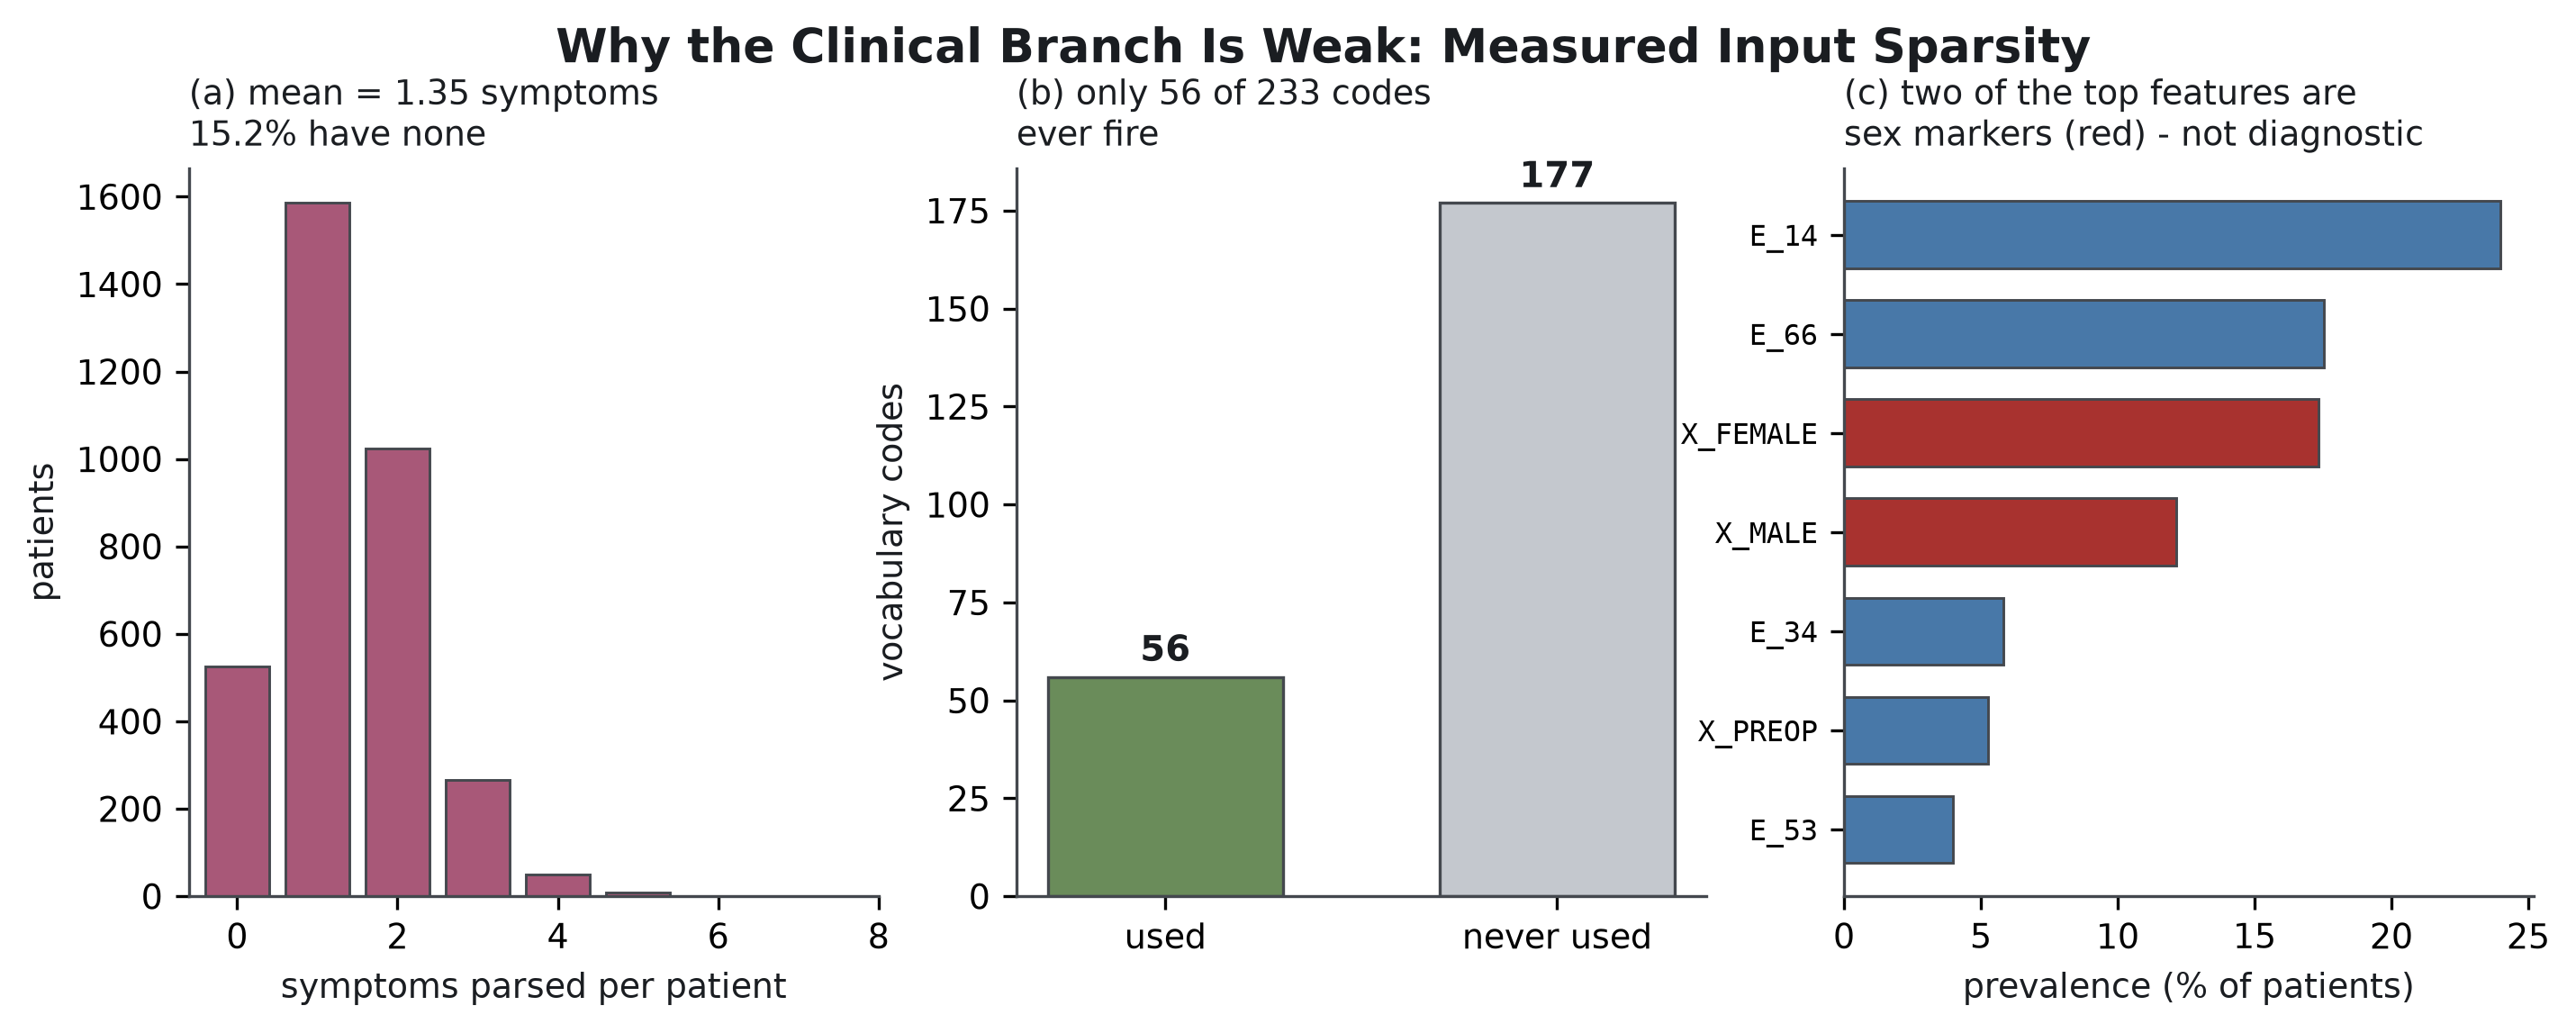 Why the Clinical Branch Is Weak: Measured Input Sparsity
(a) mean = 1.35 symptoms
15.2% have none
patients
1600
1400
1200
1000
800
600
400
200
0
0 2 4 6 8
symptoms parsed per patient
(b) only 56 of 233 codes
ever fire
vocabulary codes
175
150
125
100
75
50
25
0
56
177
used never used
(c) two of the top features are
sex markers (red) - not diagnostic
E_14
E_66
X_FEMALE
X_MALE
E_34
X_PREOP
E_53
0 5 10 15 20 25
prevalence (% of patients)